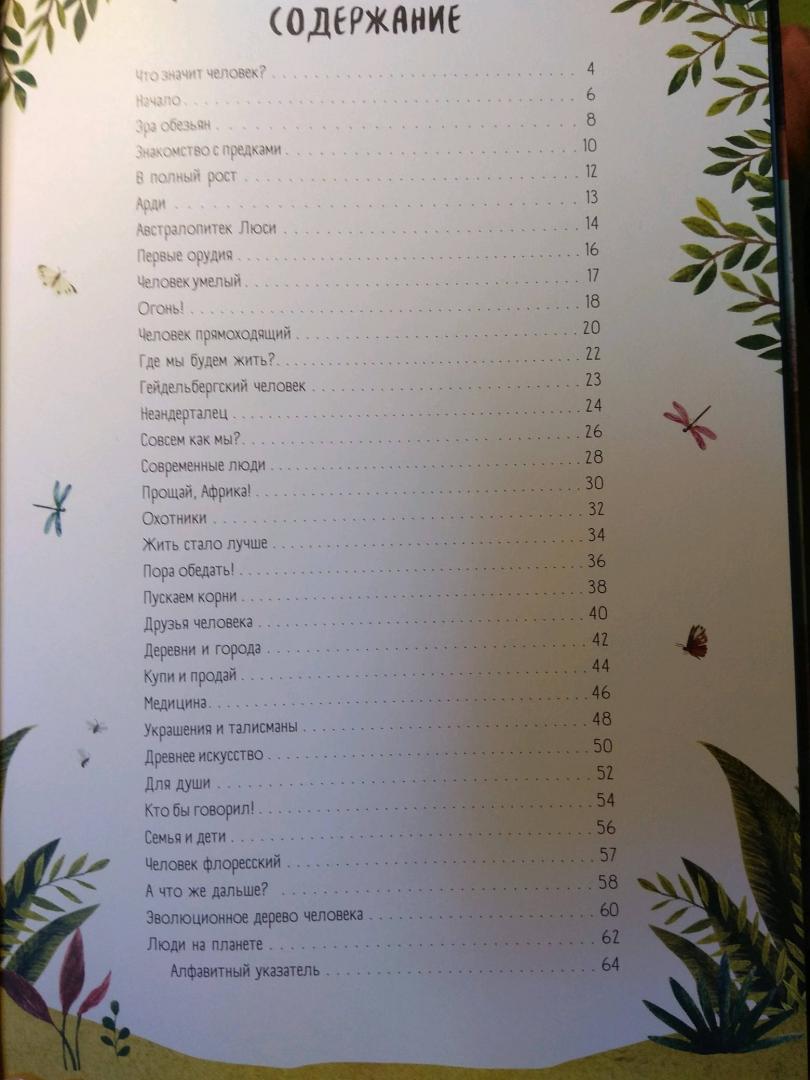 СОДЕРЖАНИЕ
Что значит человек? 4
Начало 6
Эра обезьян 8
Знакомство с предками 10
В полный рост 12
Арди 13
Австралопитек Люси 14
Первые орудия 16
Человек умелый 17
Огонь! 18
Человек прямоходящий 20
Где мы будем жить? 22
Гейдельбергский человек 23
Неандерталец 24
Совсем как мы? 26
Современные люди 28
Прощай, Африка! 30
Охотники 32
Жить стало лучше 34
Пора обедать! 36
Пускаем корни 38
Друзья человека 40
Деревни и города 42
Купи и продай 44
Медицина 46
Украшения и талисманы 48
Древнее искусство 50
Для души 52
Кто бы говорил! 54
Семья и дети 56
Человек флоресский 57
А что же дальше? 58
Эволюционное дерево человека 60
Люди на планете 62
Алфавитный указатель 64